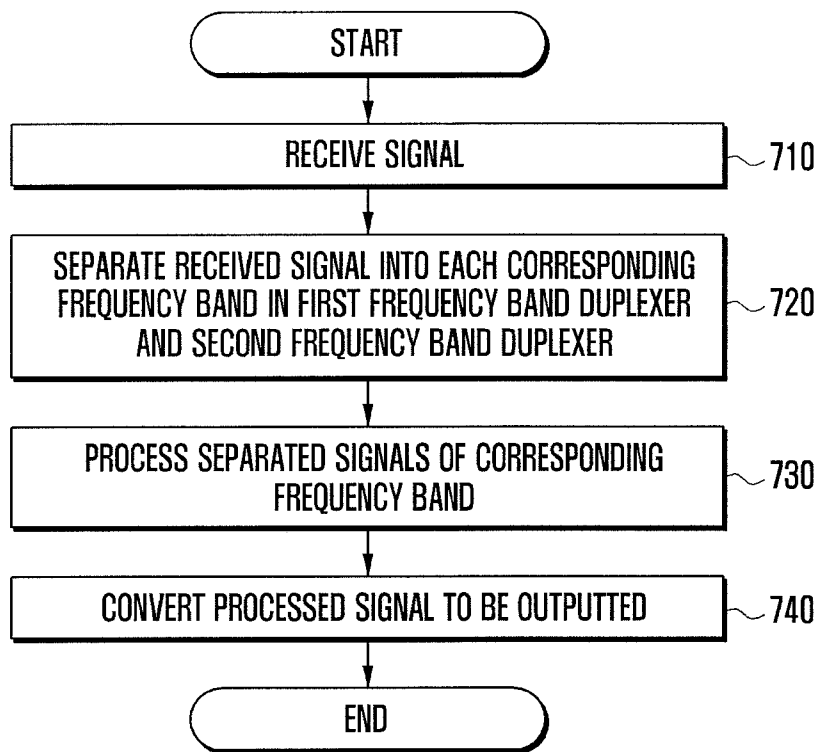 START
RECEIVE SIGNAL
710
SEPARATE RECEIVED SIGNAL INTO EACH CORRESPONDING
FREQUENCY BAND IN FIRST FREQUENCY BAND DUPLEXER
AND SECOND FREQUENCY BAND DUPLEXER
720
PROCESS SEPARATED SIGNALS OF CORRESPONDING
FREQUENCY BAND
730
CONVERT PROCESSED SIGNAL TO BE OUTPUTTED
740
END